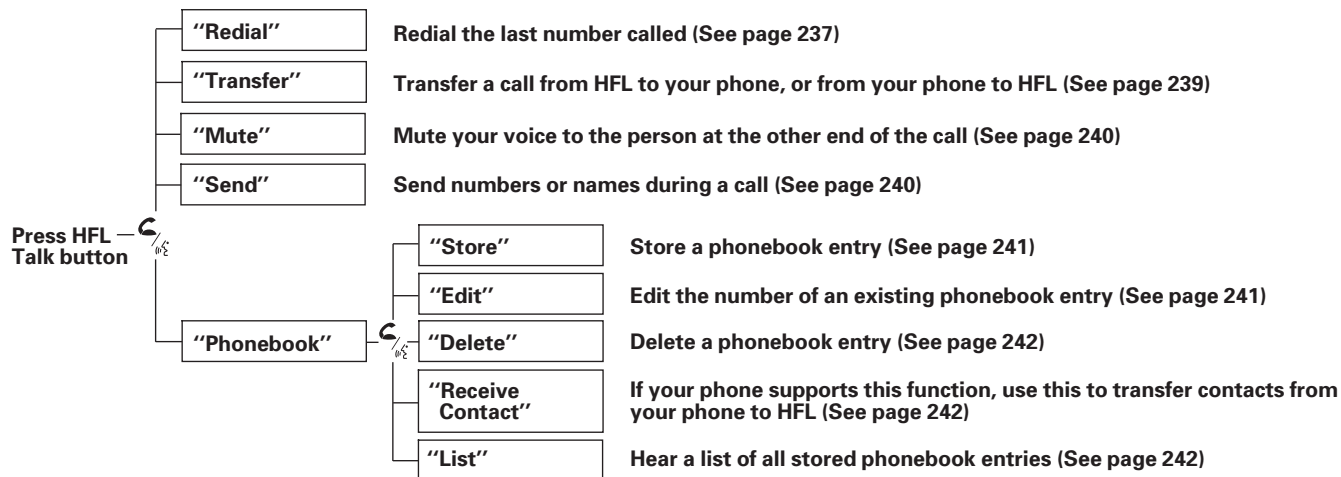 ‘‘Redial’’ Redial the last number called (See page 237)
‘‘Transfer’’ Transfer a call from HFL to your phone, or from your phone to HFL (See page 239)
‘‘Mute’’ Mute your voice to the person at the other end of the call (See page 240)
‘‘Send’’ Send numbers or names during a call (See page 240)
Press HFL
Talk button
‘‘Phonebook’’
‘‘Store’’ Store a phonebook entry (See page 241)
‘‘Edit’’ Edit the number of an existing phonebook entry (See page 241)
‘‘Delete’’ Delete a phonebook entry (See page 242)
‘‘Receive
Contact’’
If your phone supports this function, use this to transfer contacts from
your phone to HFL (See page 242)
‘‘List’’ Hear a list of all stored phonebook entries (See page 242)